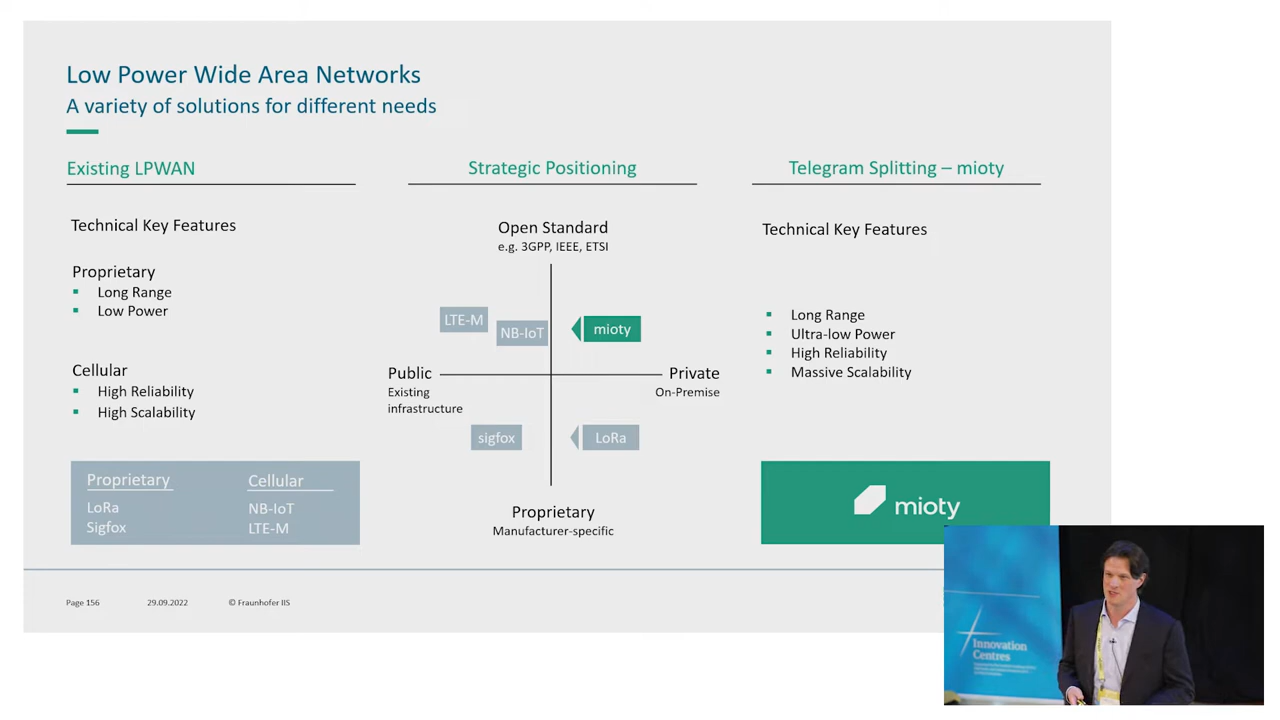 Low Power Wide Area Networks
A variety of solutions for different needs
Existing LPWAN
Technical Key Features
Proprietary
Long Range
Low Power
Cellular
High Reliability
High Scalability
Proprietary
LoRa
Sigfox
Cellular
NB-IoT
LTE-M
Strategic Positioning
Open Standard
e.g. 3GPP, IEEE, ETSI
LTE-M
NB-IoT
mioty
Public
Existing
infrastructure
Private
On-Premise
sigfox
LoRa
Proprietary
Manufacturer-specific
Telegram Splitting – mioty
Technical Key Features
Long Range
Ultra-low Power
High Reliability
Massive Scalability
mioty
Page 156
29.09.2022
© Fraunhofer IIS
Innovation
Centres